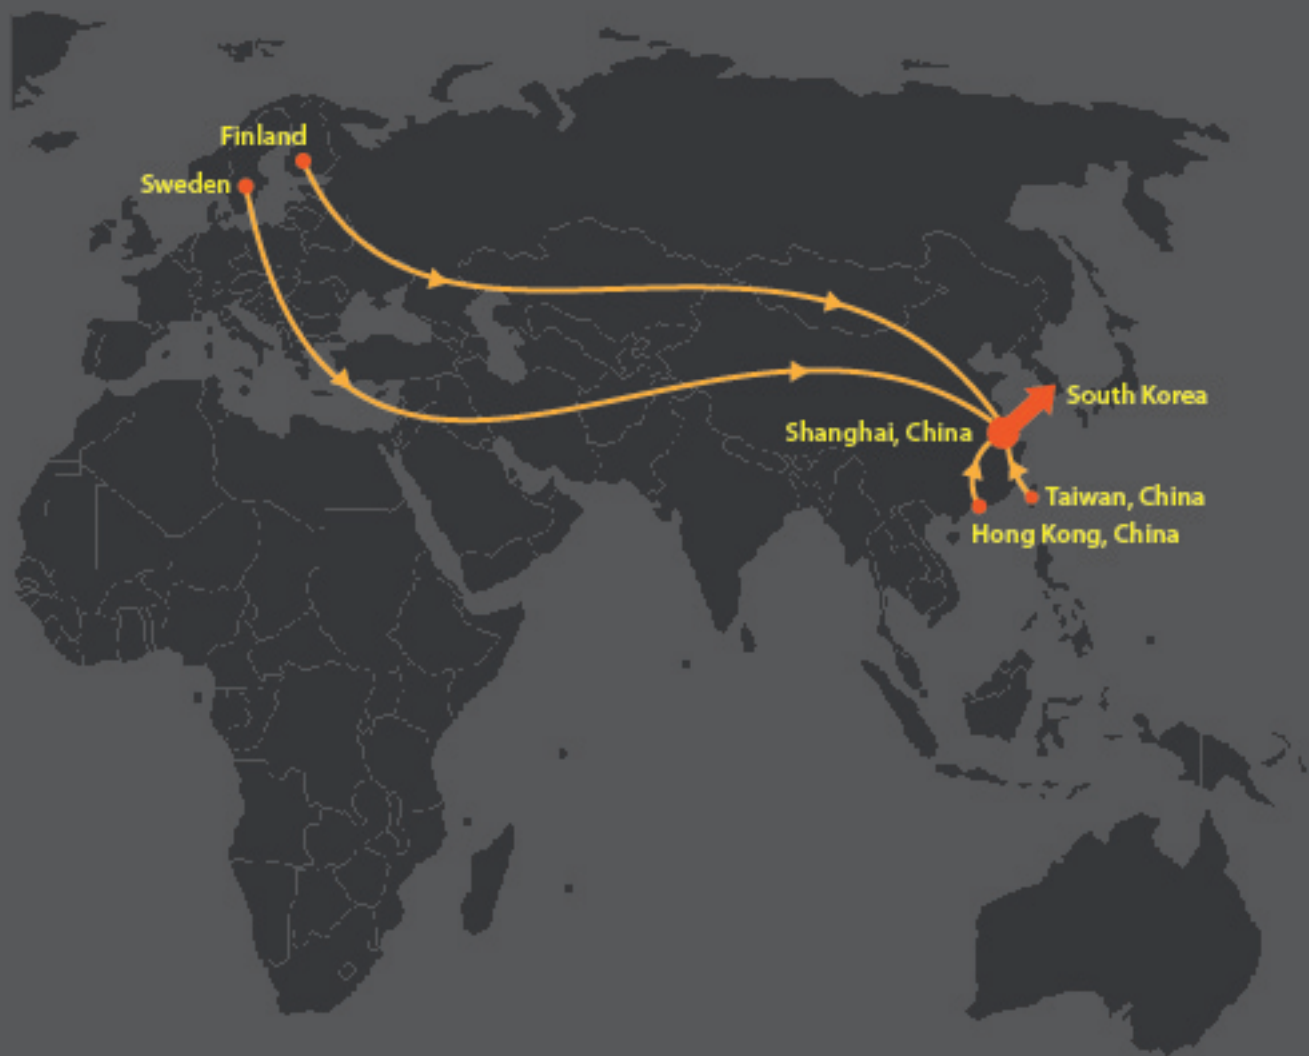 Finland
Sweden
South Korea
Shanghai, China
Taiwan, China
Hong Kong, China